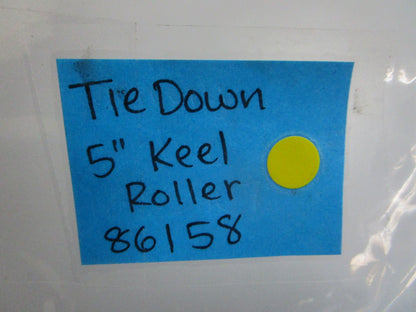 Tie Down
5" Keel
Roller
86158